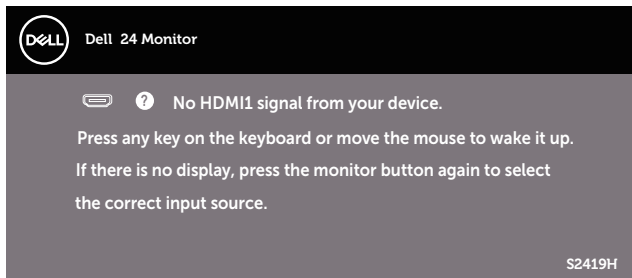 DELL
Dell 24 Monitor
? No HDMI1 signal from your device.
Press any key on the keyboard or move the mouse to wake it up.
If there is no display, press the monitor button again to select
the correct input source.
S2419H